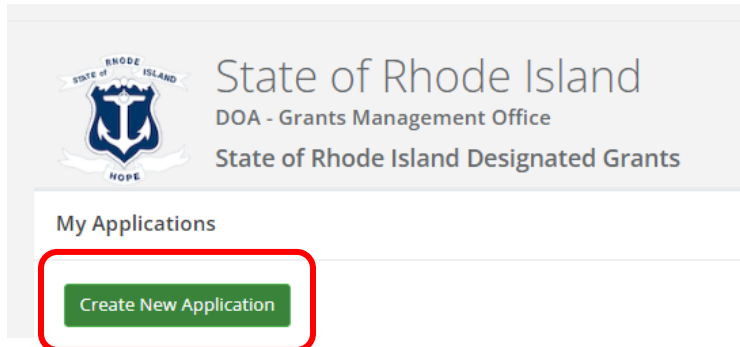 STATE of RHODE ISLAND
HOPE
State of Rhode Island
DOA - Grants Management Office
State of Rhode Island Designated Grants
My Applications
Create New Application